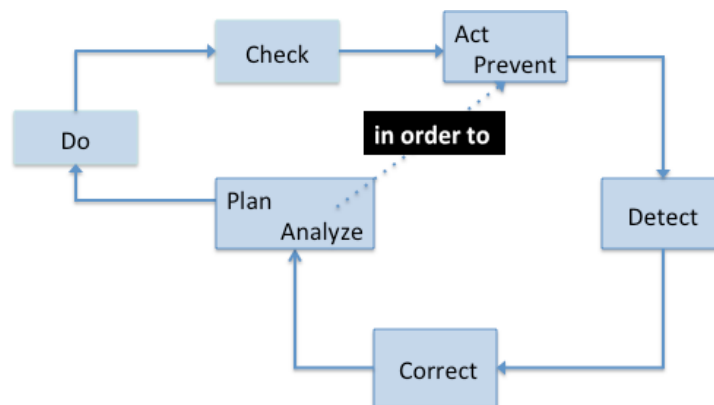 Act
Check
Prevent
in order to
Do
Plan
Analyze
Detect
Correct